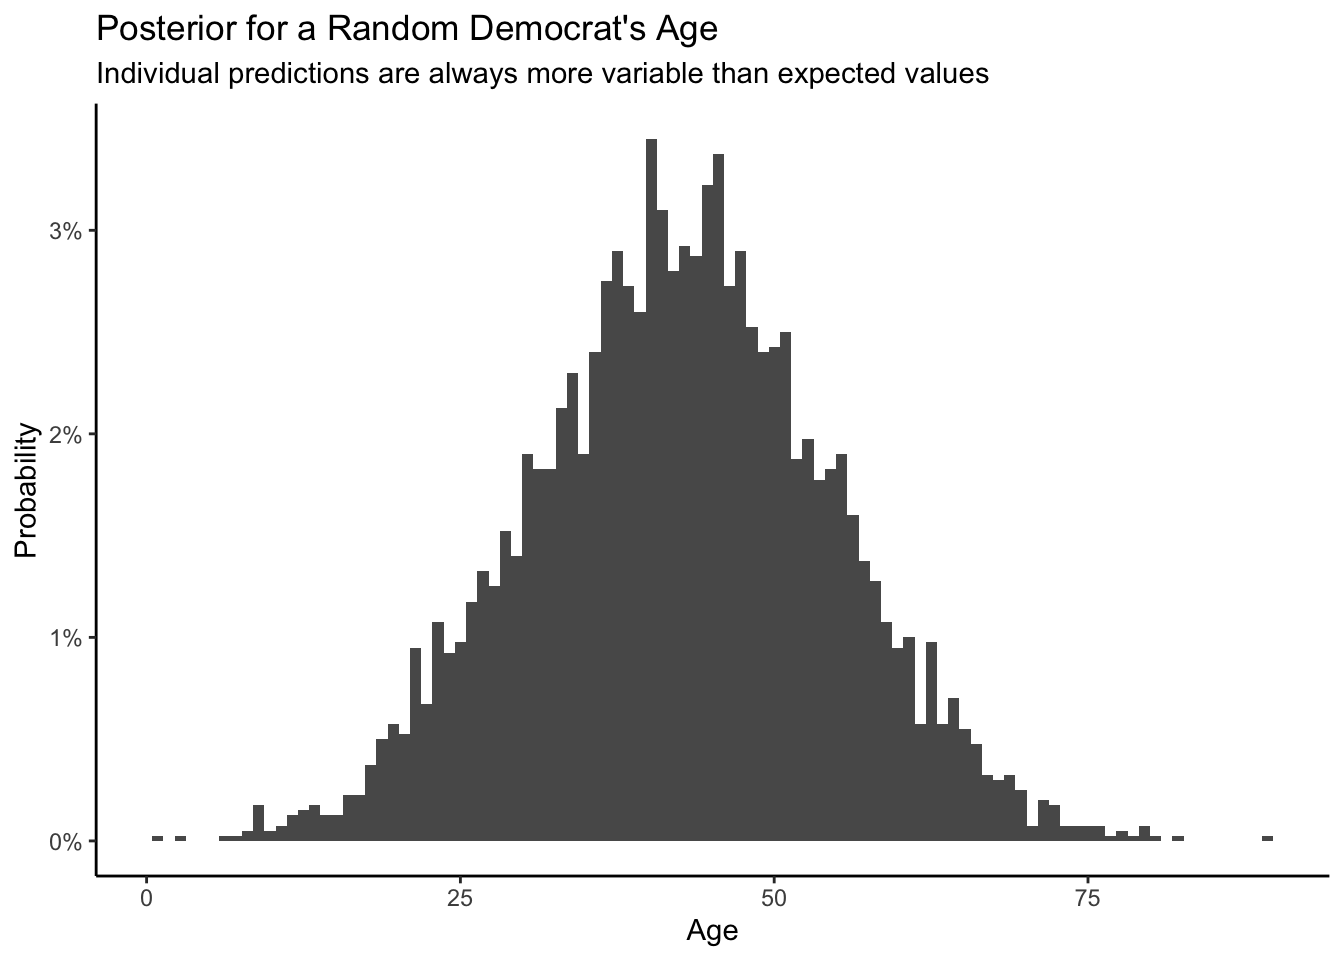 Posterior for a Random Democrat's Age
Individual predictions are always more variable than expected values
Probability
3%
2%
1%
0%
0 25 50 75
Age